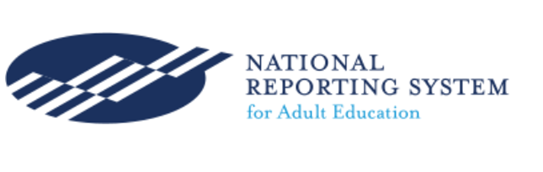 NATIONAL
REPORTING SYSTEM
for Adult Education